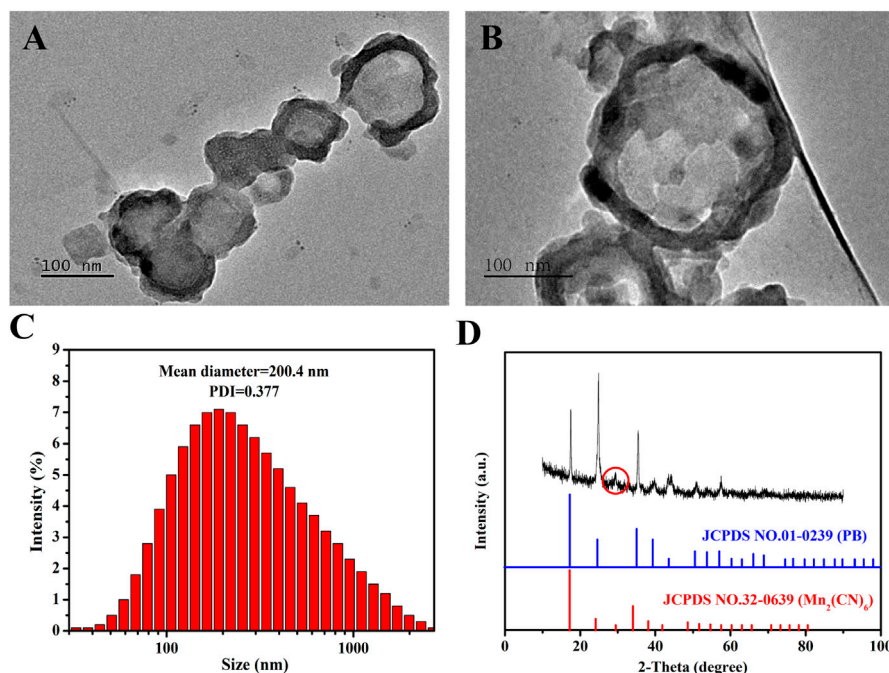 A
100 nm
B
100 nm
C
Mean diameter=200.4 nm
PDI=0.377
Intensity (%)
9
8
7
6
5
4
3
2
1
0
100
1000
Size (nm)
D
Intensity (a.u.)
JCPDS NO.01-0239 (PB)
JCPDS NO.32-0639 (Mn₂(CN)₆)
0
20
40
60
80
100
2-Theta (degree)